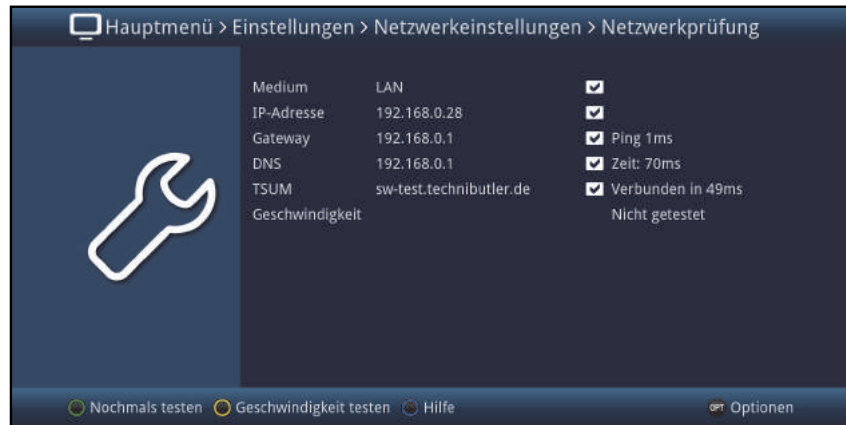 Hauptmenü > Einstellungen > Netzwerkeinstellungen > Netzwerkprüfung
Medium LAN
IP-Adresse 192.168.0.28
Gateway 192.168.0.1 Ping 1ms
DNS 192.168.0.1 Zeit: 70ms
TSUM sw-test.technibutler.de Verbunden in 49ms
Geschwindigkeit Nicht getestet
Nochmals testen Geschwindigkeit testen Hilfe OPT Optionen